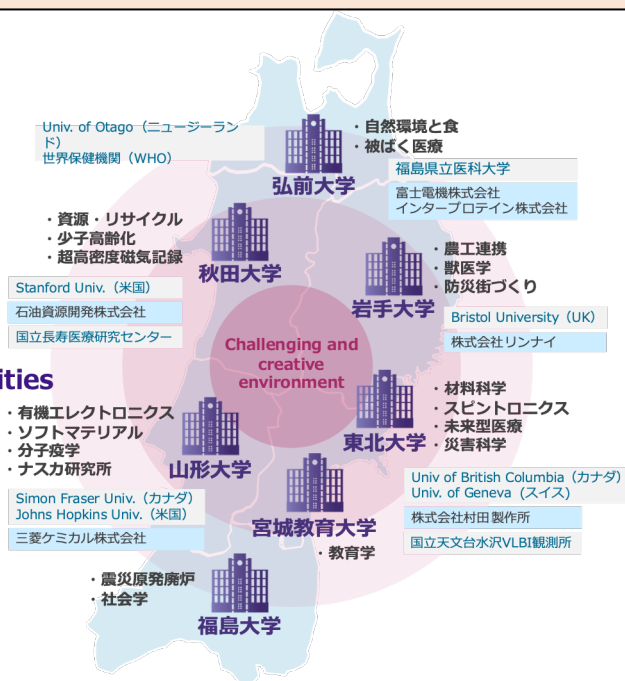 Univ. of Otago（ニュージーラン
ド）
世界保健機関（WHO）
・自然環境と食
・被ばく医療
弘前大学
福島県立医科大学
富士電機株式会社
インタープロテイン株式会社
・資源・リサイクル
・少子高齢化
・超高密度磁気記録
秋田大学
Stanford Univ.（米国）
石油資源開発株式会社
国立長寿医療研究センター
・農工連携
・獣医学
・防災街づくり
岩手大学
Bristol University（UK）
株式会社リンナイ
Challenging and
creative
environment
ities
・有機エレクトロニクス
・ソフトマテリアル
・分子疫学
・ナスカ研究所
山形大学
Simon Fraser Univ.（カナダ）
Johns Hopkins Univ.（米国）
三菱ケミカル株式会社
・材料科学
・スピントロニクス
・未来型医療
・災害科学
東北大学
Univ of British Columbia（カナダ）
Univ. of Geneva（スイス）
株式会社村田製作所
国立天文台水沢VLBI観測所
宮城教育大学
・教育学
・震災原発廃炉
・社会学
福島大学